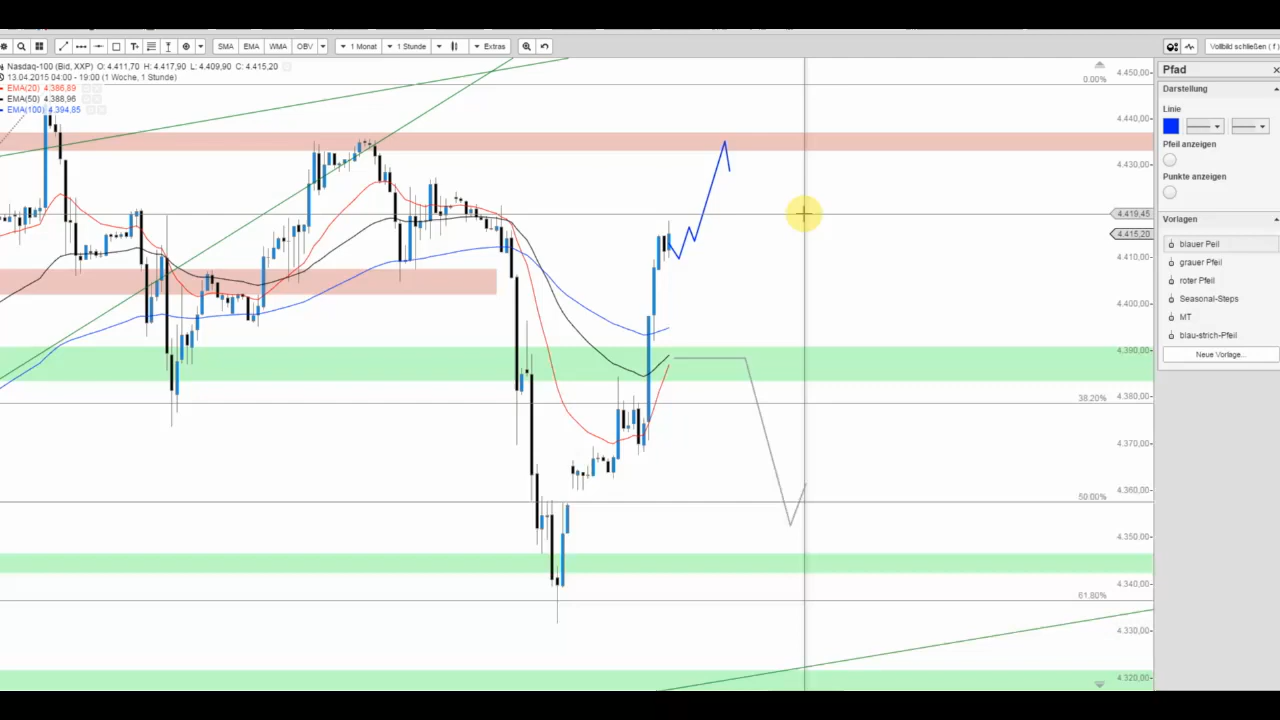 SMA EMA WMA OBV 1 Monat 1 Stunde Extras Vollbild schließen ( f )
Nasdaq-100 (Bid, XXP) O: 4.411,70 H: 4.417,90 L: 4.409,90 C: 4.415,20
13.04.2015 04:00 - 19:00 (1 Woche, 1 Stunde)
EMA(20) 4.386,89
EMA(50) 4.388,96
EMA(100) 4.394,85
0.00%
38.20%
50.00%
61.80%
4.450,00
4.440,00
4.430,00
4.419,45
4.415,20
4.410,00
4.400,00
4.390,00
4.380,00
4.370,00
4.360,00
4.350,00
4.340,00
4.330,00
4.320,00
Pfad
Darstellung
Linie
Pfeil anzeigen
Punkte anzeigen
Vorlagen
blauer Peil
grauer Pfeil
roter Pfeil
Seasonal-Steps
MT
blau-strich-Pfeil
Neue Vorlage...